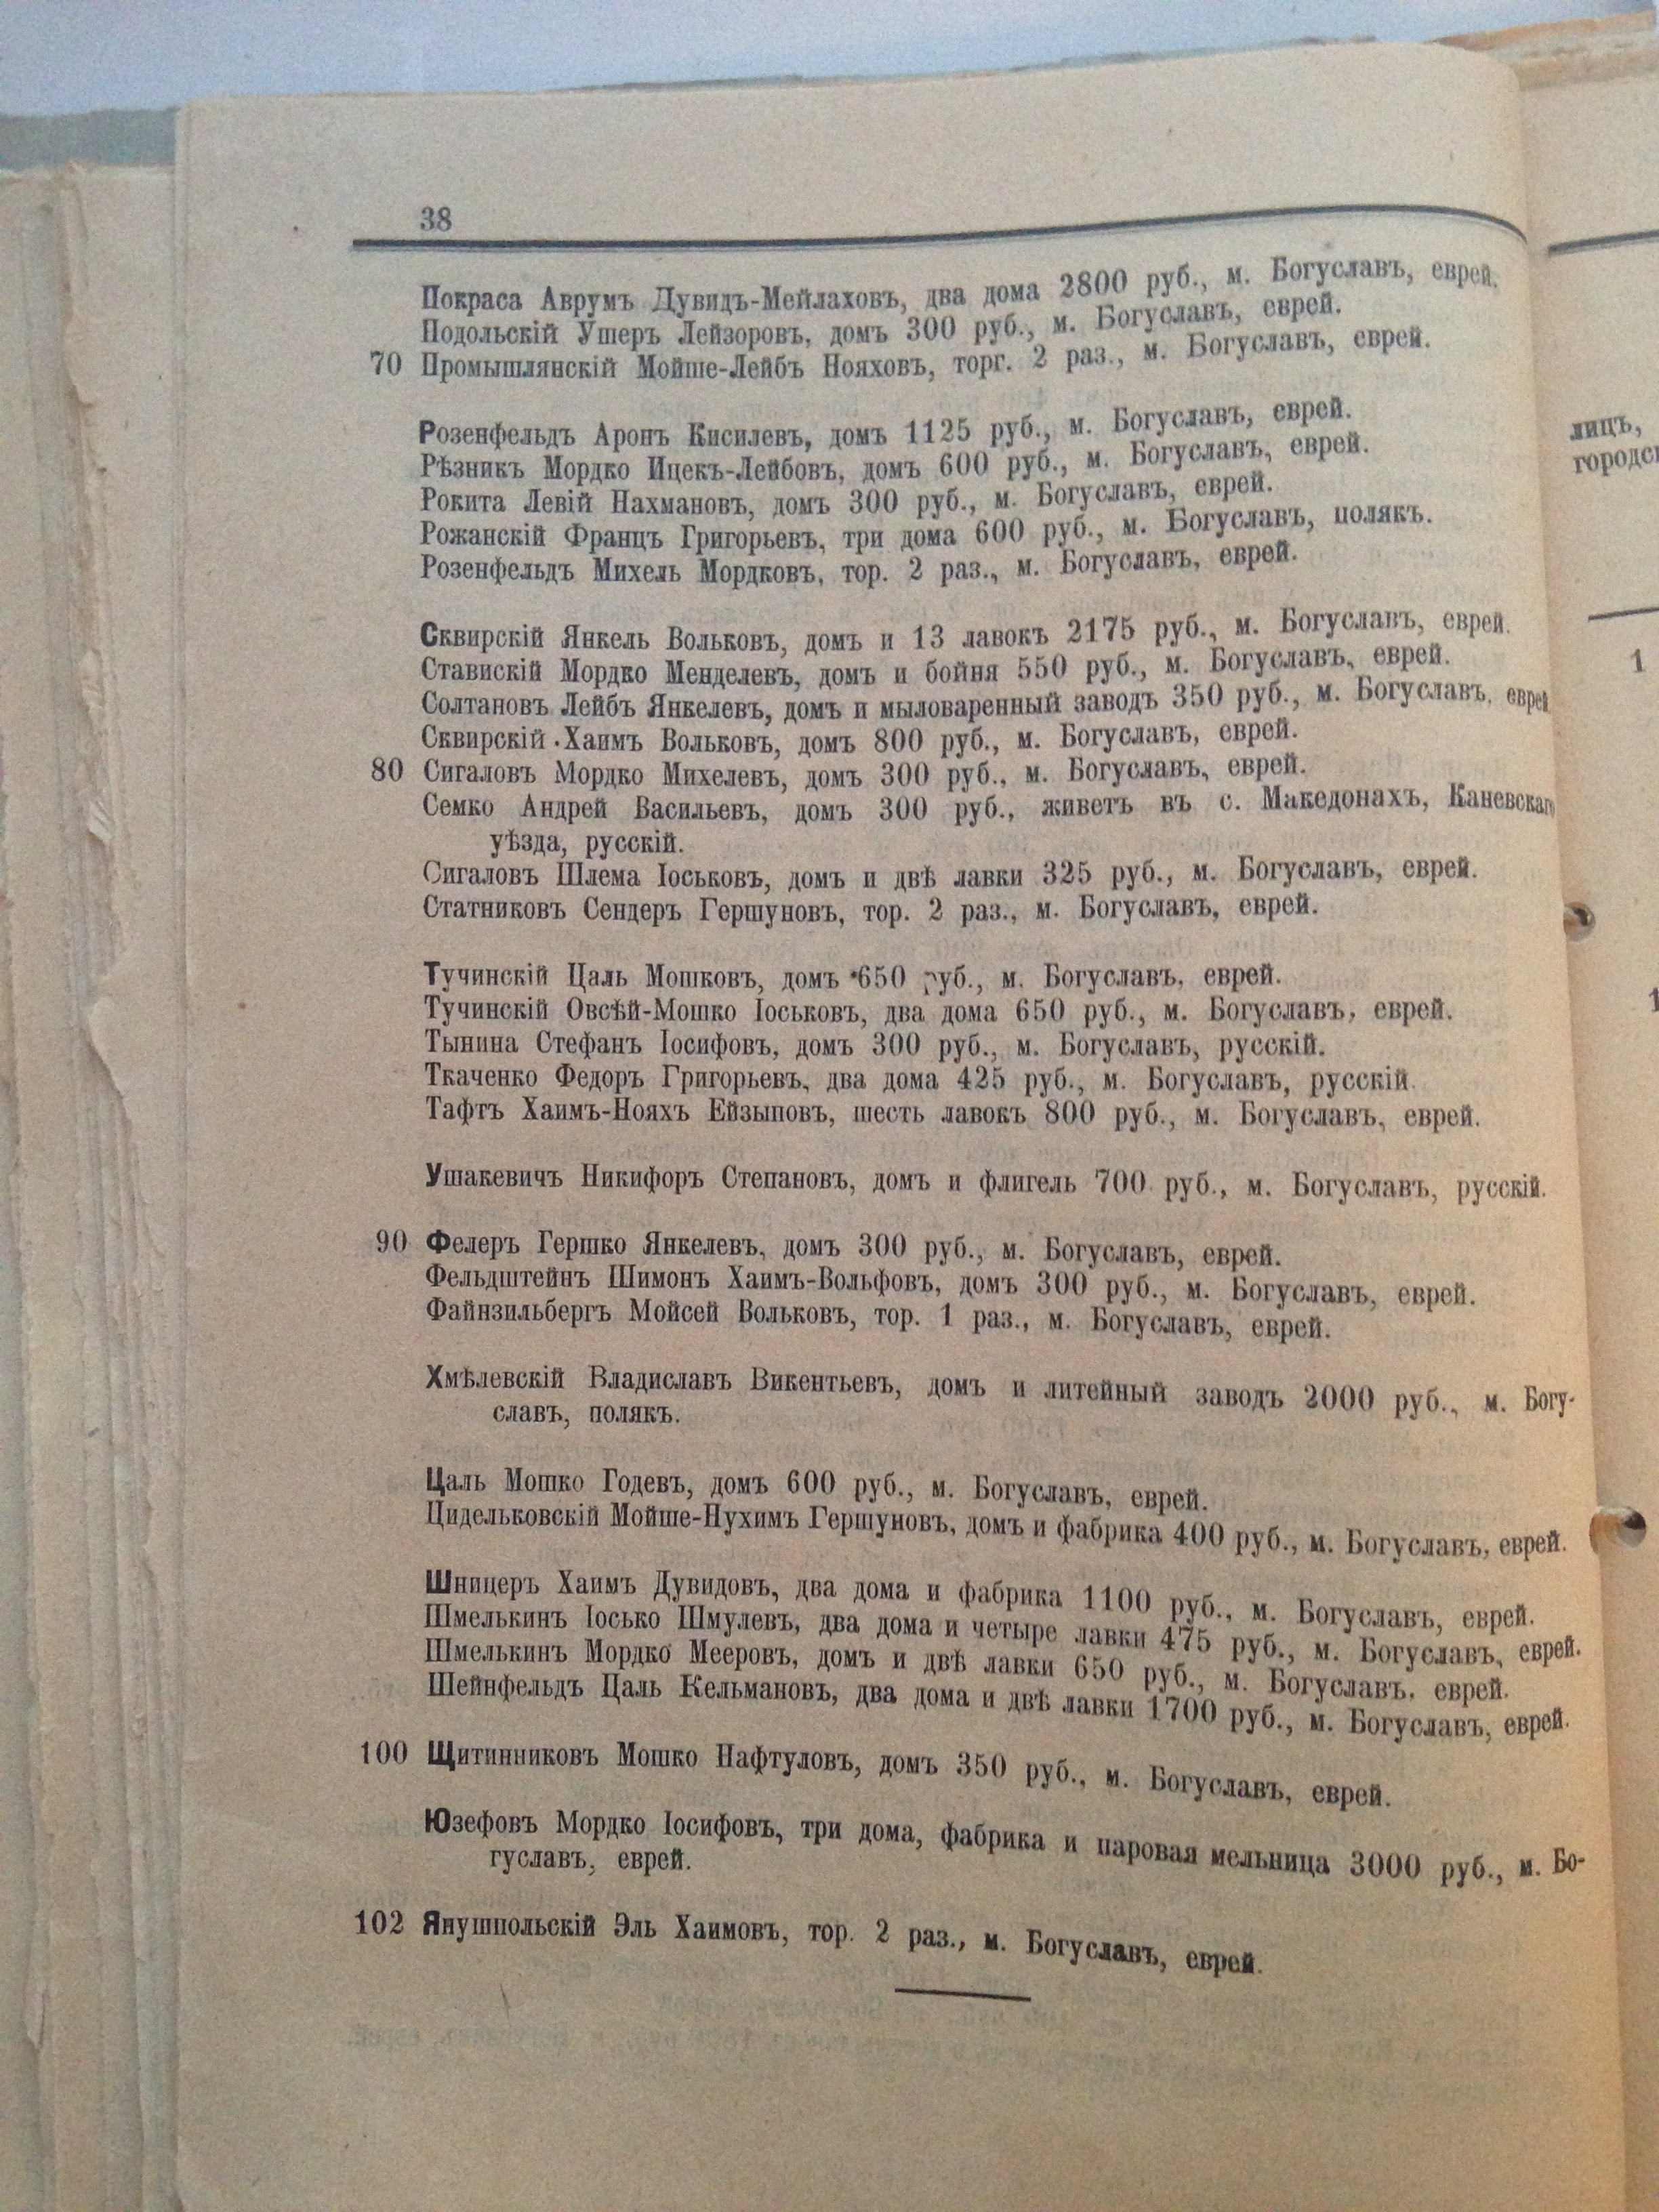 38
Покраса Аврумъ Дувидъ-Мейлаховъ, два дома 2800 руб., м. Богуславъ, еврей.
Подольскій Ушеръ Лейзоровъ, домъ 300 руб., м. Богуславъ, еврей.
70 Промышлянскій Мойше-Лейбъ Нояховъ, торг. 2 раз., м. Богуславъ, еврей.
Розенфельдъ Аронъ Кисилевъ, домъ 1125 руб., м. Богуславъ, еврей.
Рѣзникъ Мордко Ицекъ-Лейбовъ, домъ 600 руб., м. Богуславъ, еврей.
Рокита Левій Нахмановъ, домъ 300 руб., м. Богуславъ, еврей.
Рожанскій Францъ Григорьевъ, три дома 600 руб., м. Богуславъ, полякъ.
Розенфельдъ Михель Мордковъ, тор. 2 раз., м. Богуславъ, еврей.
Сквирскій Янкель Вольковъ, домъ и 13 лавокъ 2175 руб., м. Богуславъ, еврей.
Ставискій Мордко Менделевъ, домъ и бойня 550 руб., м. Богуславъ, еврей.
Солтановъ Лейбъ Янкелевъ, домъ и мыловаренный заводъ 350 руб., м. Богуславъ, еврей
Сквирскій Хаимъ Вольковъ, домъ 800 руб., м. Богуславъ, еврей.
80 Сигаловъ Мордко Михелевъ, домъ 300 руб., м. Богуславъ, еврей.
Семко Андрей Васильевъ, домъ 300 руб., живетъ въ с. Македонахъ, Каневскаго
уѣзда, русскій.
Сигаловъ Шлема Іоськовъ, домъ и двѣ лавки 325 руб., м. Богуславъ, еврей.
Статниковъ Сендеръ Гершуновъ, тор. 2 раз., м. Богуславъ, еврей.
Тучинскій Цаль Мошковъ, домъ 650 руб., м. Богуславъ, еврей.
Тучинскій Овсѣй-Мошко Іоськовъ, два дома 650 руб., м. Богуславъ, еврей.
Тынина Стефанъ Іосифовъ, домъ 300 руб., м. Богуславъ, русскій.
Ткаченко Федоръ Григорьевъ, два дома 425 руб., м. Богуславъ, русскій.
Тафтъ Хаимъ-Нояхъ Ейзыповъ, шесть лавокъ 800 руб., м. Богуславъ, еврей.
Ушакевичъ Никифоръ Степановъ, домъ и флигель 700 руб., м. Богуславъ, русскій.
90 Фелеръ Гершко Янкелевъ, домъ 300 руб., м. Богуславъ, еврей.
Фельдштейнъ Шимонъ Хаимъ-Вольфовъ, домъ 300 руб., м. Богуславъ, еврей.
Файнзильбергъ Мойсей Вольковъ, тор. 1 раз., м. Богуславъ, еврей.
Хмѣлевскій Владиславъ Викентьевъ, домъ и литейный заводъ 2000 руб., м. Богу-
славъ, полякъ.
Цаль Мошко Годевъ, домъ 600 руб., м. Богуславъ, еврей.
Цидельковскій Мойше-Нухимъ Гершуновъ, домъ и фабрика 400 руб., м. Богуславъ, еврей.
Шницеръ Хаимъ Дувидовъ, два дома и фабрика 1100 руб., м. Богуславъ, еврей.
Шмелькинъ Іосько Шмулевъ, два дома и четыре лавки 475 руб., м. Богуславъ, еврей.
Шмелькинъ Мордко Мееровъ, домъ и двѣ лавки 650 руб., м. Богуславъ, еврей.
Шейнфельдъ Цаль Кельмановъ, два дома и двѣ лавки 1700 руб., м. Богуславъ, еврей.
100 Щитинниковъ Мошко Нафтуловъ, домъ 350 руб., м. Богуславъ, еврей.
Юзефовъ Мордко Іосифовъ, три дома, фабрика и паровая мельница 3000 руб., м. Бо-
гуславъ, еврей.
102 Янушпольскій Эль Хаимовъ, тор. 2 раз., м. Богуславъ, еврей.
лицъ,
1
1